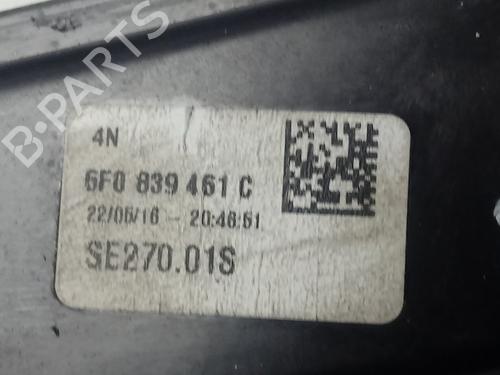 B-PARTS
4N
6F0 839 461 C
22/06/16 - 20:46:51
SE270.01S